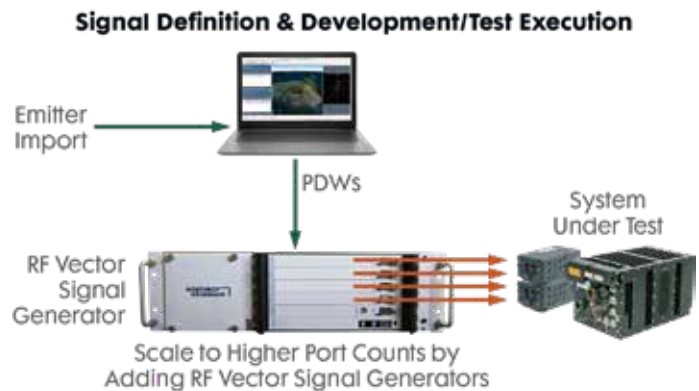 Signal Definition & Development/Test Execution
Emitter
Import
PDWs
System
Under Test
RF Vector
Signal
Generator
Scale to Higher Port Counts by
Adding RF Vector Signal Generators